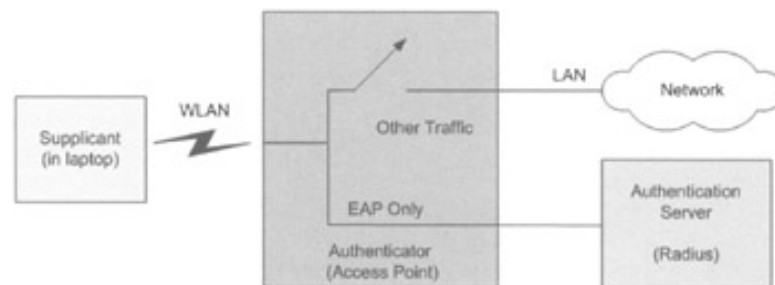 Supplicant
(in laptop)
WLAN
Other Traffic
EAP Only
Authenticator
(Access Point)
LAN
Network
Authentication
Server
(Radius)